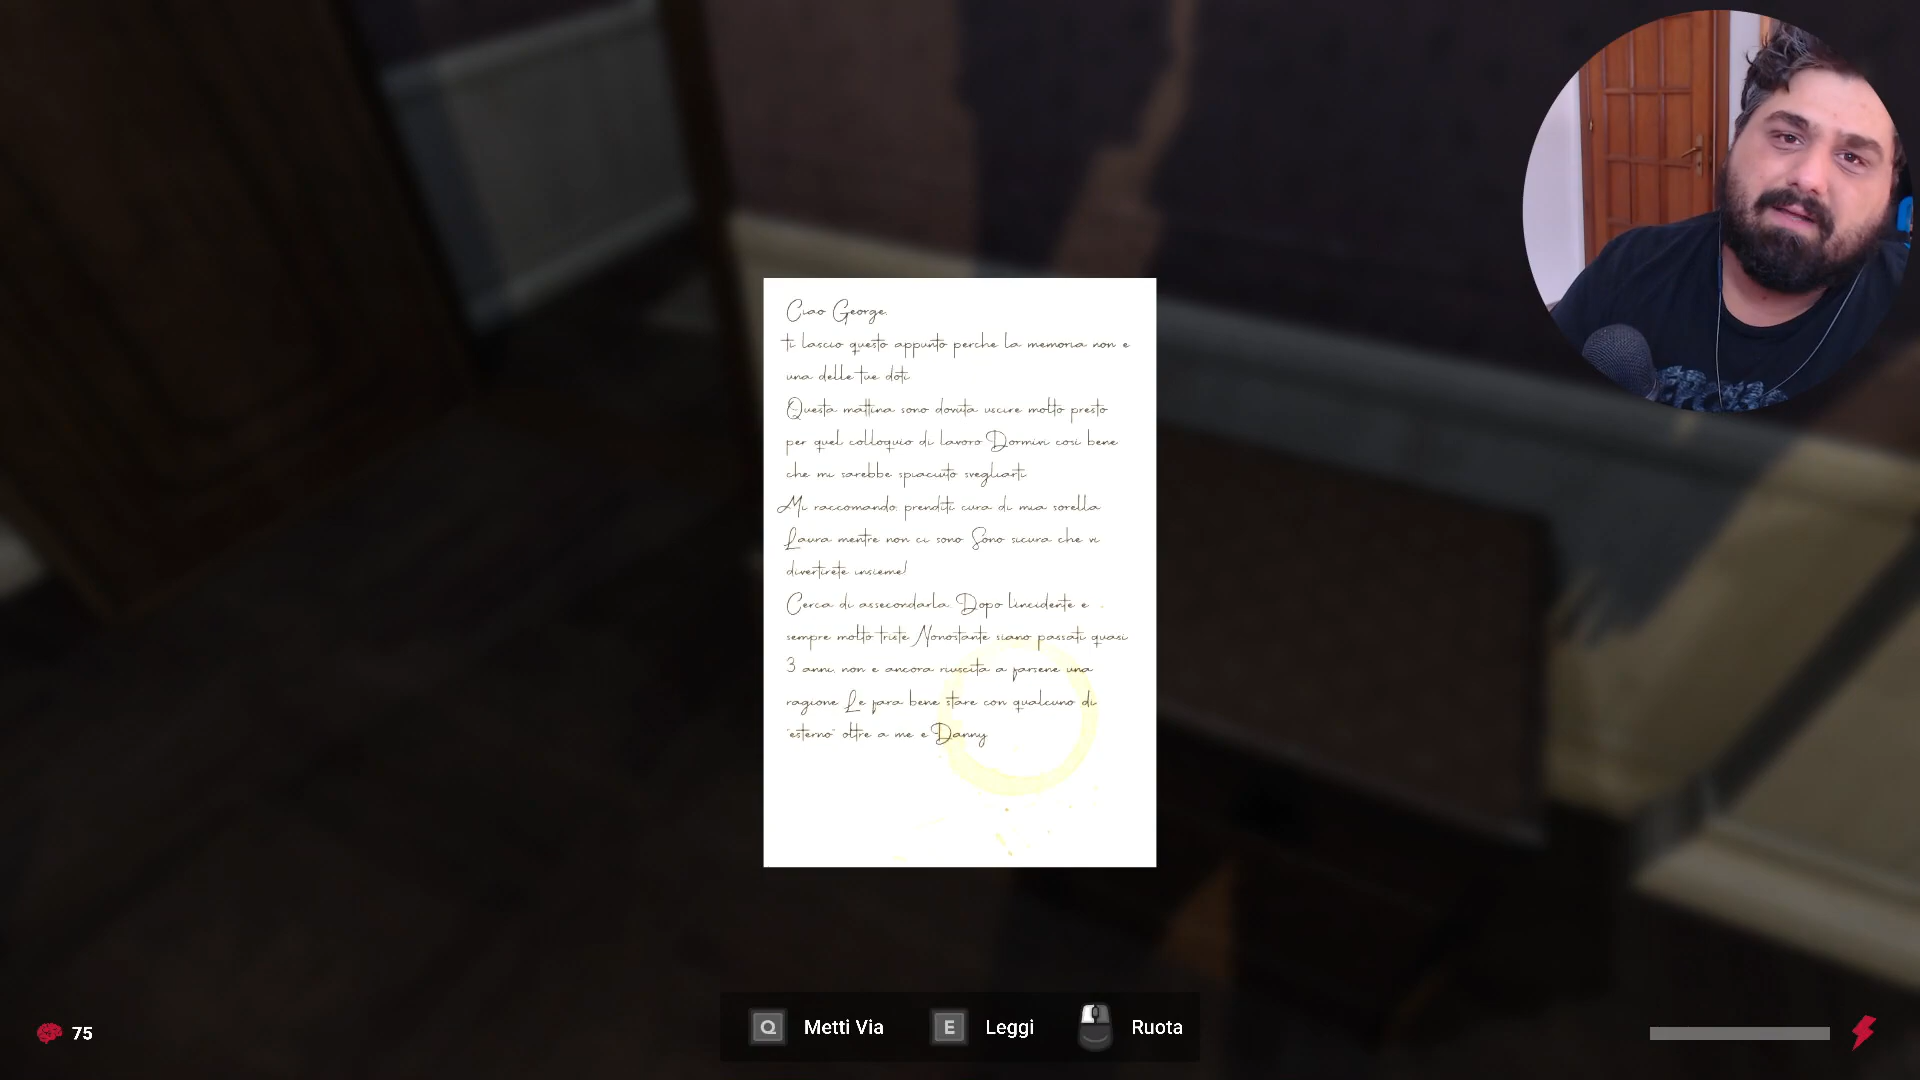 Ciao George,
ti lascio questo appunto perche la memoria non e
una delle tue doti
Questa mattina sono dovuta uscire molto presto
per quel colloquio di lavoro Dormivi cosi bene
che mi sarebbe spiaciuto svegliarti
Mi raccomando, prenditi cura di mia sorella
Laura mentre non ci sono Sono sicura che vi
divertirete insieme!
Cerca di assecondarla. Dopo l'incidente e
sempre molto triste Nonostante siano passati quasi
3 anni, non e ancora riuscita a farsene una
ragione Le fara bene stare con qualcuno di
"esterno" oltre a me e Danny
75
Q Metti Via E Leggi Ruota